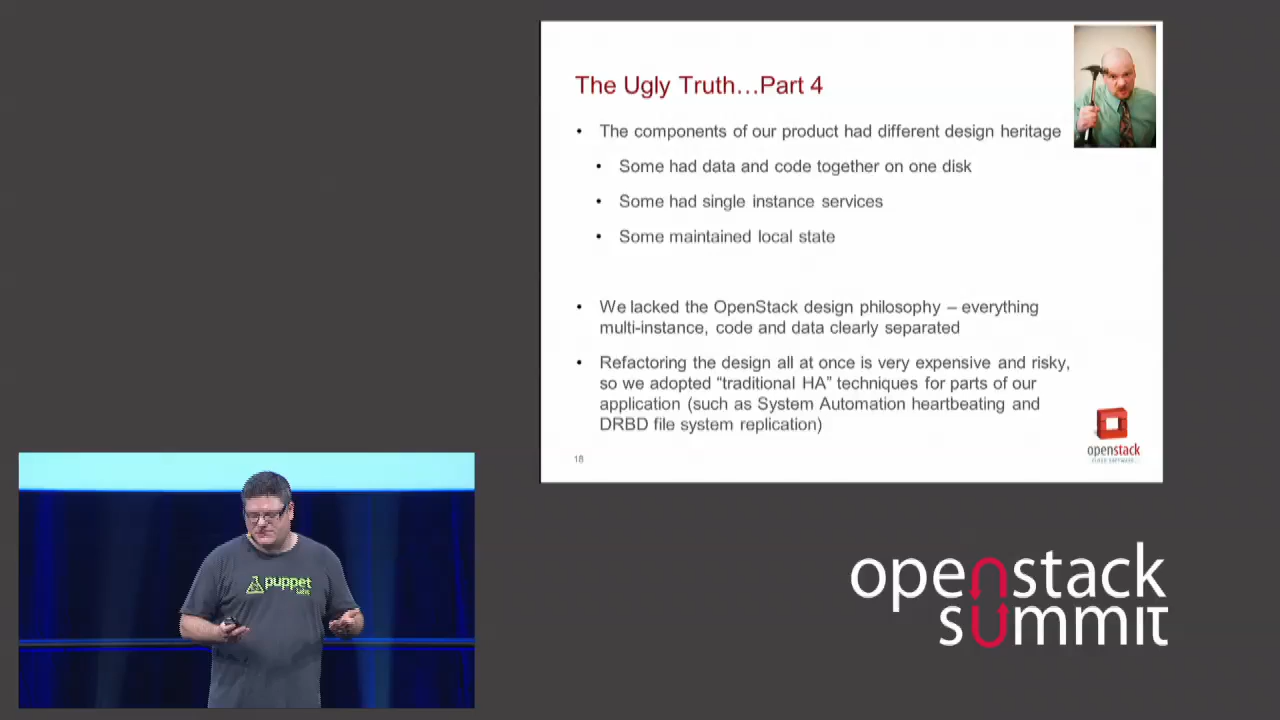 The Ugly Truth…Part 4
• The components of our product had different design heritage
• Some had data and code together on one disk
• Some had single instance services
• Some maintained local state
• We lacked the OpenStack design philosophy – everything
multi-instance, code and data clearly separated
• Refactoring the design all at once is very expensive and risky,
so we adopted “traditional HA” techniques for parts of our
application (such as System Automation heartbeating and
DRBD file system replication)
18
openstack
CLOUD SOFTWARE
puppet
labs
openstack
summit